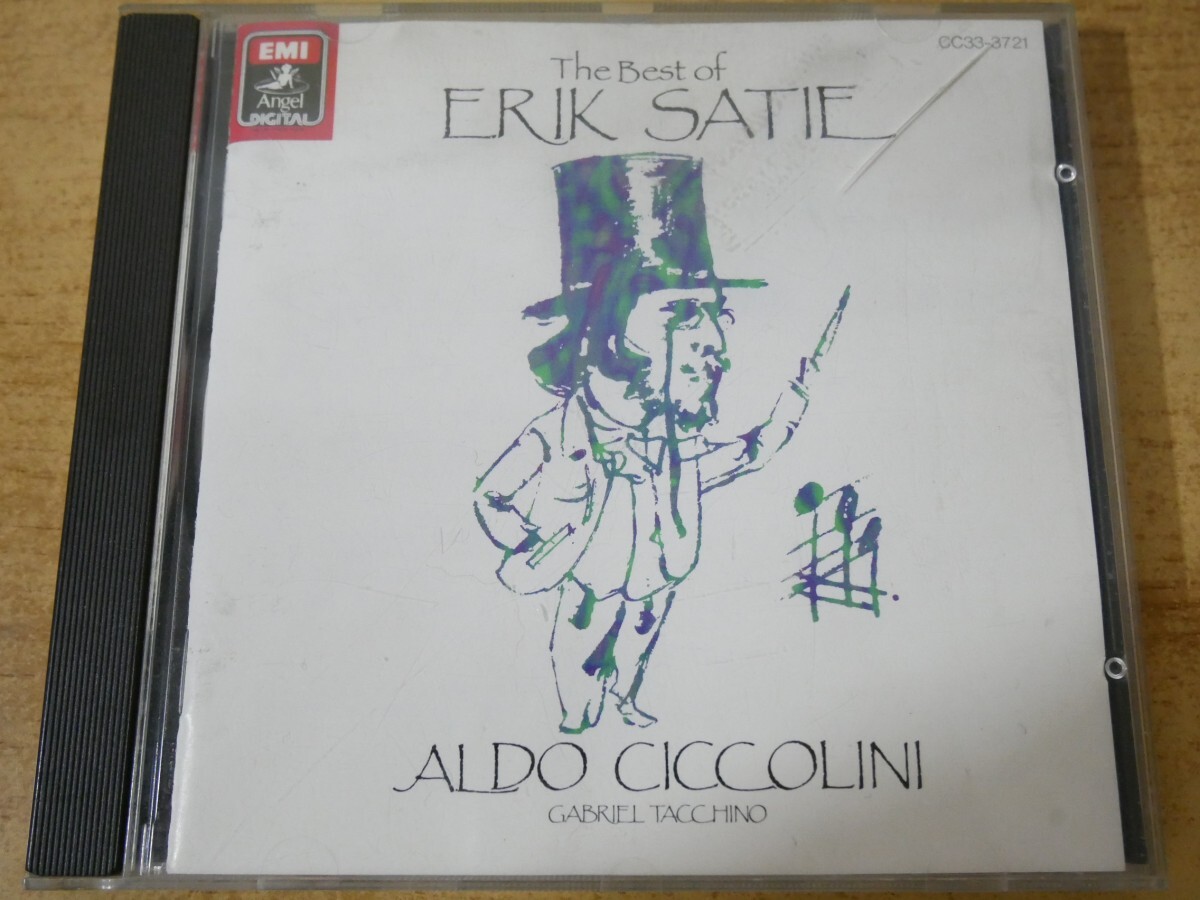 EMI
Angel
DIGITAL
CC33-3721
The Best of
ERIK SATIE
ALDO CICCOLINI
GABRIEL TACCHINO